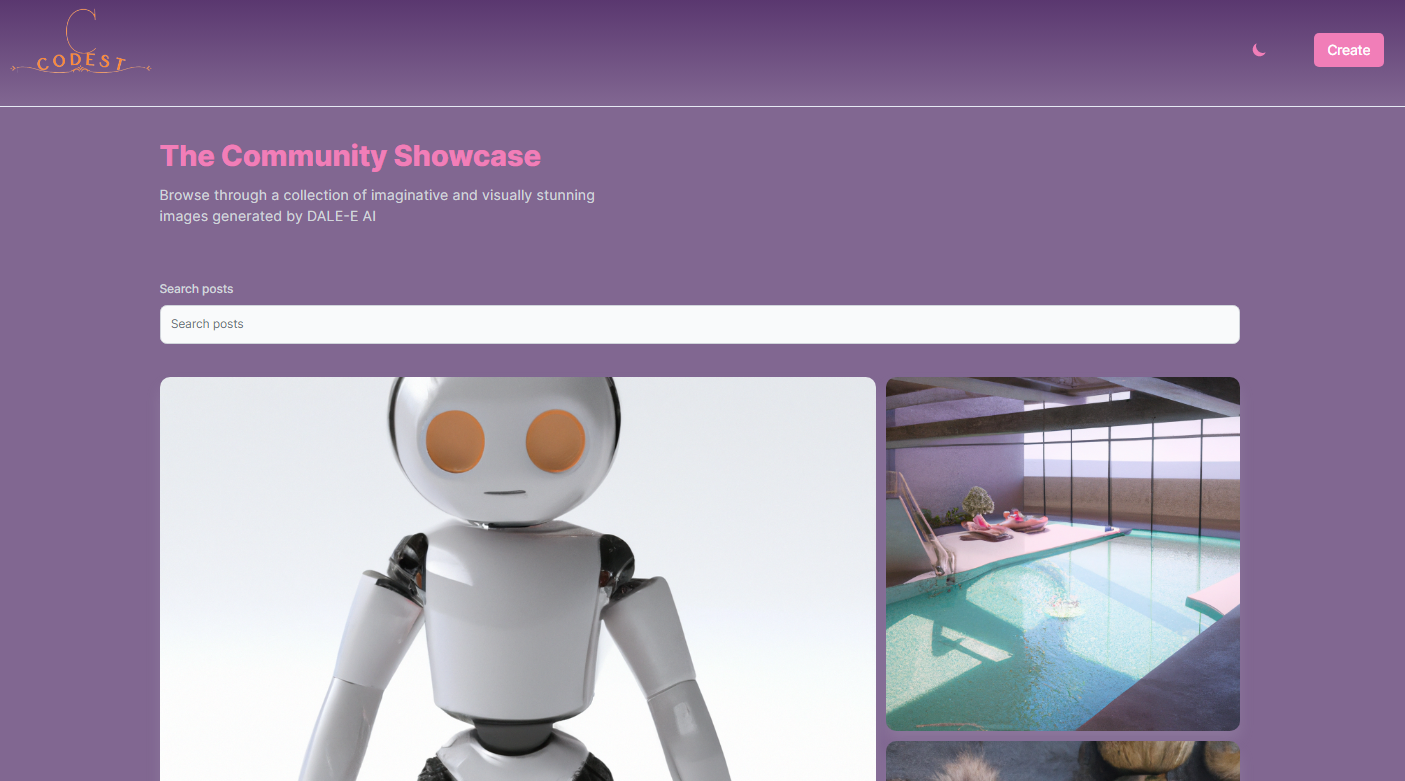 C
CODEST
Create
The Community Showcase
Browse through a collection of imaginative and visually stunning
images generated by DALE-E AI
Search posts
Search posts